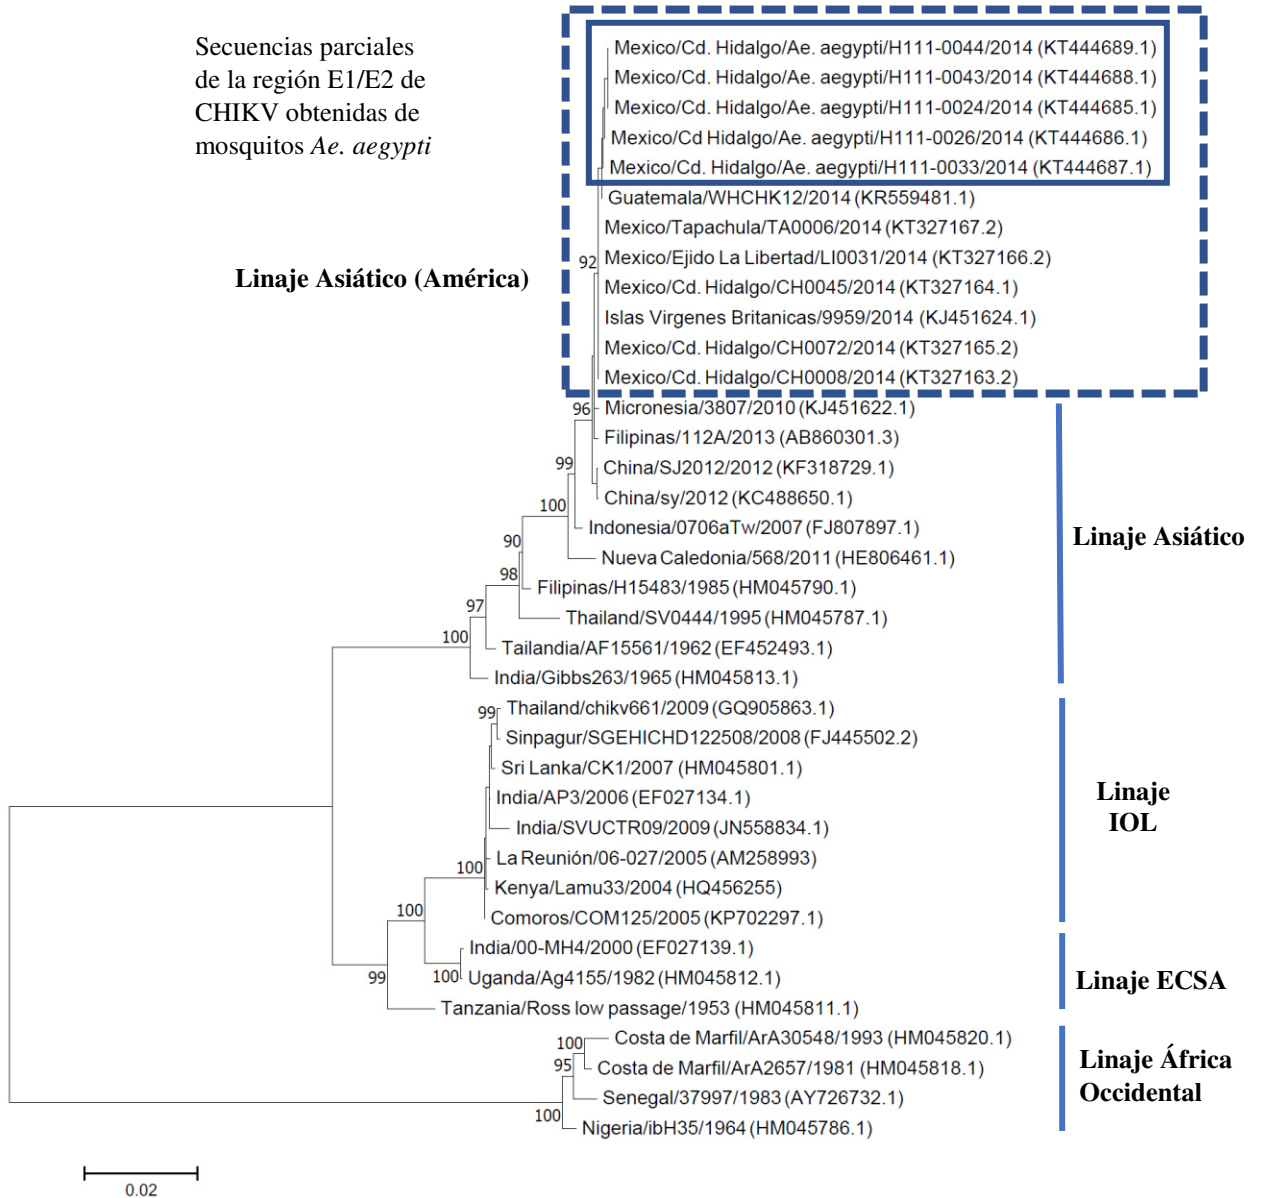 Secuencias parciales
de la región E1/E2 de
CHIKV obtenidas de
mosquitos Ae. aegypti
Mexico/Cd. Hidalgo/Ae. aegypti/H111-0044/2014 (KT444689.1)
Mexico/Cd. Hidalgo/Ae. aegypti/H111-0043/2014 (KT444688.1)
Mexico/Cd. Hidalgo/Ae. aegypti/H111-0024/2014 (KT444685.1)
Mexico/Cd Hidalgo/Ae. aegypti/H111-0026/2014 (KT444686.1)
Mexico/Cd. Hidalgo/Ae. aegypti/H111-0033/2014 (KT444687.1)
Guatemala/WHCHK12/2014 (KR559481.1)
Mexico/Tapachula/TA0006/2014 (KT327167.2)
Mexico/Ejido La Libertad/LI0031/2014 (KT327166.2)
92
Linaje Asiático (América)
Mexico/Cd. Hidalgo/CH0045/2014 (KT327164.1)
Islas Virgenes Britanicas/9959/2014 (KJ451624.1)
Mexico/Cd. Hidalgo/CH0072/2014 (KT327165.2)
Mexico/Cd. Hidalgo/CH0008/2014 (KT327163.2)
96
Micronesia/3807/2010 (KJ451622.1)
Filipinas/112A/2013 (AB860301.3)
99
China/SJ2012/2012 (KF318729.1)
China/sy/2012 (KC488650.1)
100
Indonesia/0706aTw/2007 (FJ807897.1)
Linaje Asiático
90
Nueva Caledonia/568/2011 (HE806461.1)
98
Filipinas/H15483/1985 (HM045790.1)
97
Thailand/SV0444/1995 (HM045787.1)
100
Tailandia/AF15561/1962 (EF452493.1)
India/Gibbs263/1965 (HM045813.1)
99
Thailand/chikv661/2009 (GQ905863.1)
Sinpagur/SGEHICHD122508/2008 (FJ445502.2)
Sri Lanka/CK1/2007 (HM045801.1)
India/AP3/2006 (EF027134.1)
Linaje
IOL
India/SVUCTR09/2009 (JN558834.1)
La Reunión/06-027/2005 (AM258993)
100
Kenya/Lamu33/2004 (HQ456255)
100
Comoros/COM125/2005 (KP702297.1)
India/00-MH4/2000 (EF027139.1)
99
100
Uganda/Ag4155/1982 (HM045812.1)
Linaje ECSA
Tanzania/Ross low passage/1953 (HM045811.1)
100
Costa de Marfil/ArA30548/1993 (HM045820.1)
95
Costa de Marfil/ArA2657/1981 (HM045818.1)
Linaje África
Occidental
Senegal/37997/1983 (AY726732.1)
100
Nigeria/ibH35/1964 (HM045786.1)
0.02